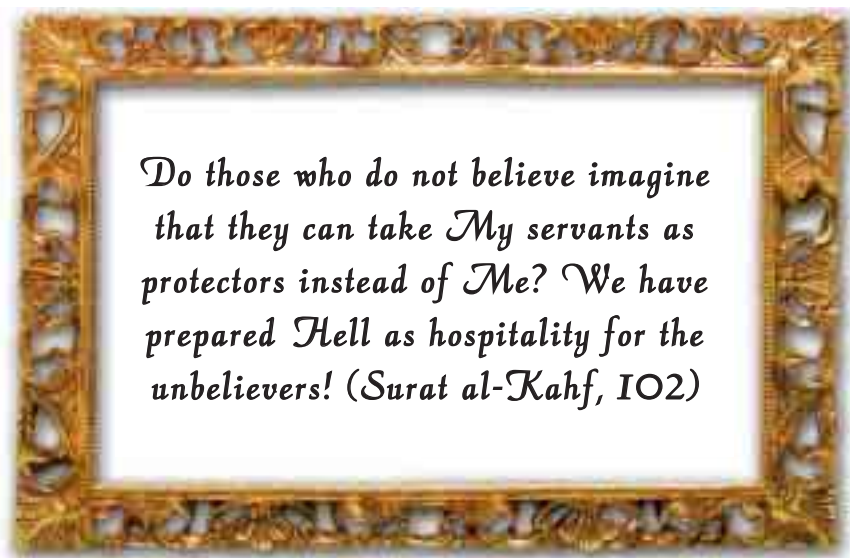 Do those who do not believe imagine
that they can take My servants as
protectors instead of Me? We have
prepared Hell as hospitality for the
unbelievers! (Surat al-Kahf, 102)